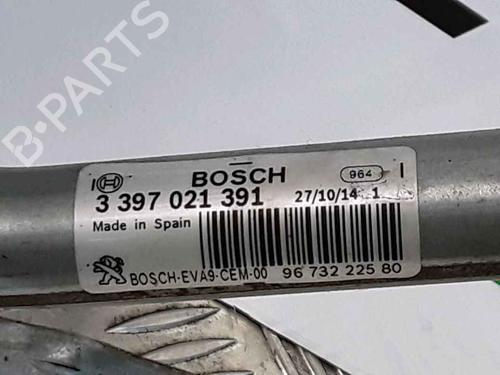 B-PARTS
BOSCH
964
3 397 021 391
27/10/14 1
Made in Spain
BOSCH-EVA9-CEM-00
96 732 225 80